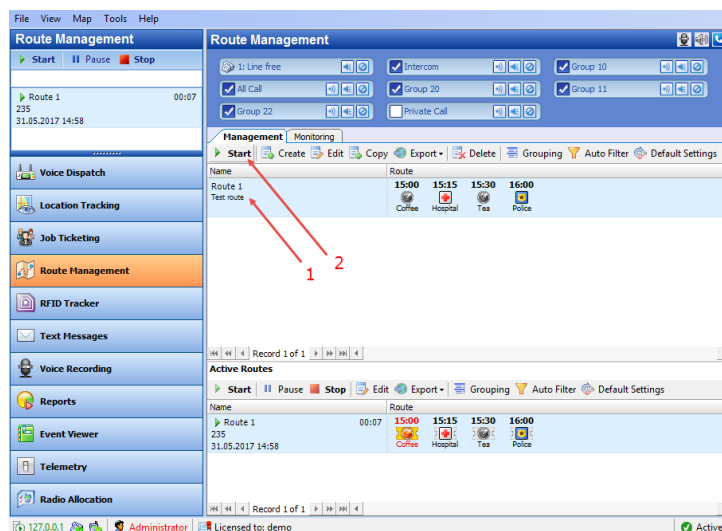 File View Map Tools Help
Route Management
Start Pause Stop
Route 1 00:07
235
31.05.2017 14:58
Voice Dispatch
Location Tracking
Job Ticketing
Route Management
RFID Tracker
Text Messages
Voice Recording
Reports
Event Viewer
Telemetry
Radio Allocation
Route Management
1: Line free Intercom Group 10
All Call Group 20 Group 11
Group 22 Private Call
Management Monitoring
Start Create Edit Copy Export Delete Grouping Auto Filter Default Settings
Name Route
Route 1 15:00 15:15 15:30 16:00
Test route Coffee Hospital Tea Police
1 2
Record 1 of 1
Active Routes
Start Pause Stop Edit Export Grouping Auto Filter Default Settings
Name Route
Route 1 00:07 15:00 15:15 15:30 16:00
235 Coffee Hospital Tea Police
31.05.2017 14:58
Record 1 of 1
127.0.0.1 Administrator Licensed to: demo Active